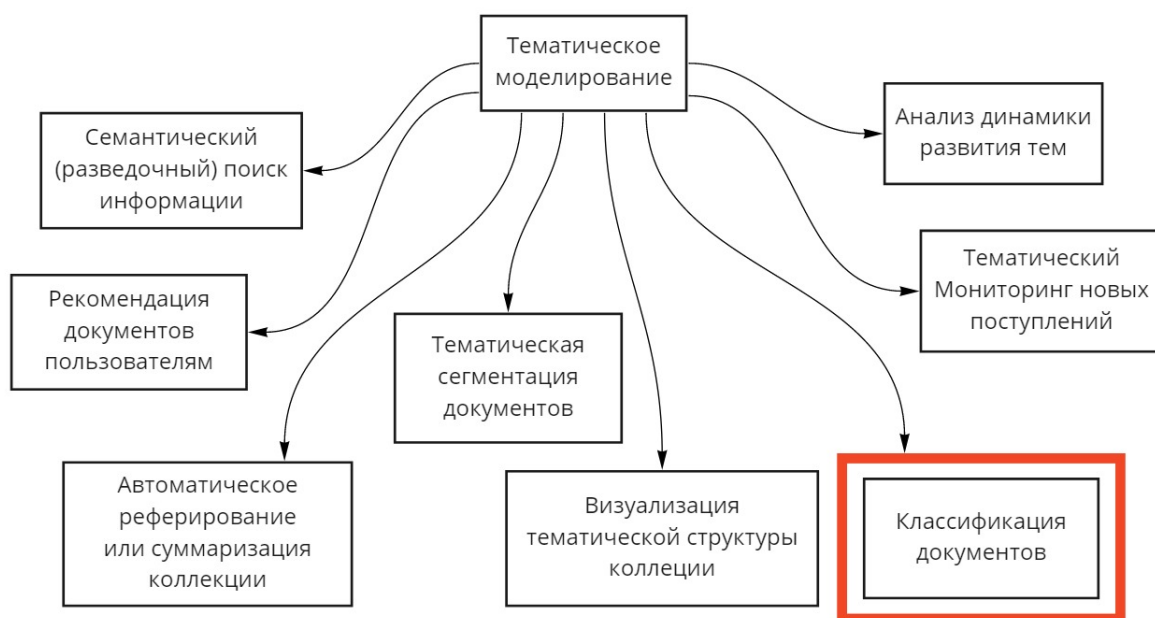 Тематическое
моделирование
Семантический
(разведочный) поиск
информации
Анализ динамики
развития тем
Рекомендация
документов
пользователям
Тематический
Мониторинг новых
поступлений
Тематическая
сегментация
документов
Автоматическое
реферирование
или суммаризация
коллекции
Визуализация
тематической структуры
коллеции
Классификация
документов